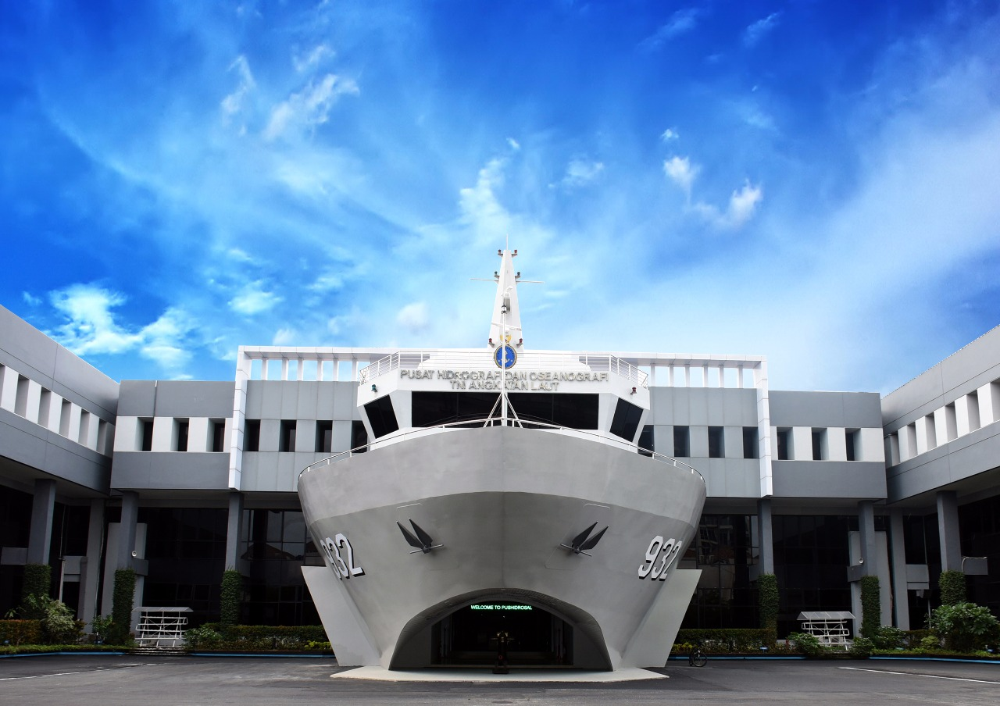 PUSAT HIDROGRAFI DAN OSEANOGRAFI
TNI ANGKATAN LAUT
932
932
WELCOME TO PUSHIDROSAL